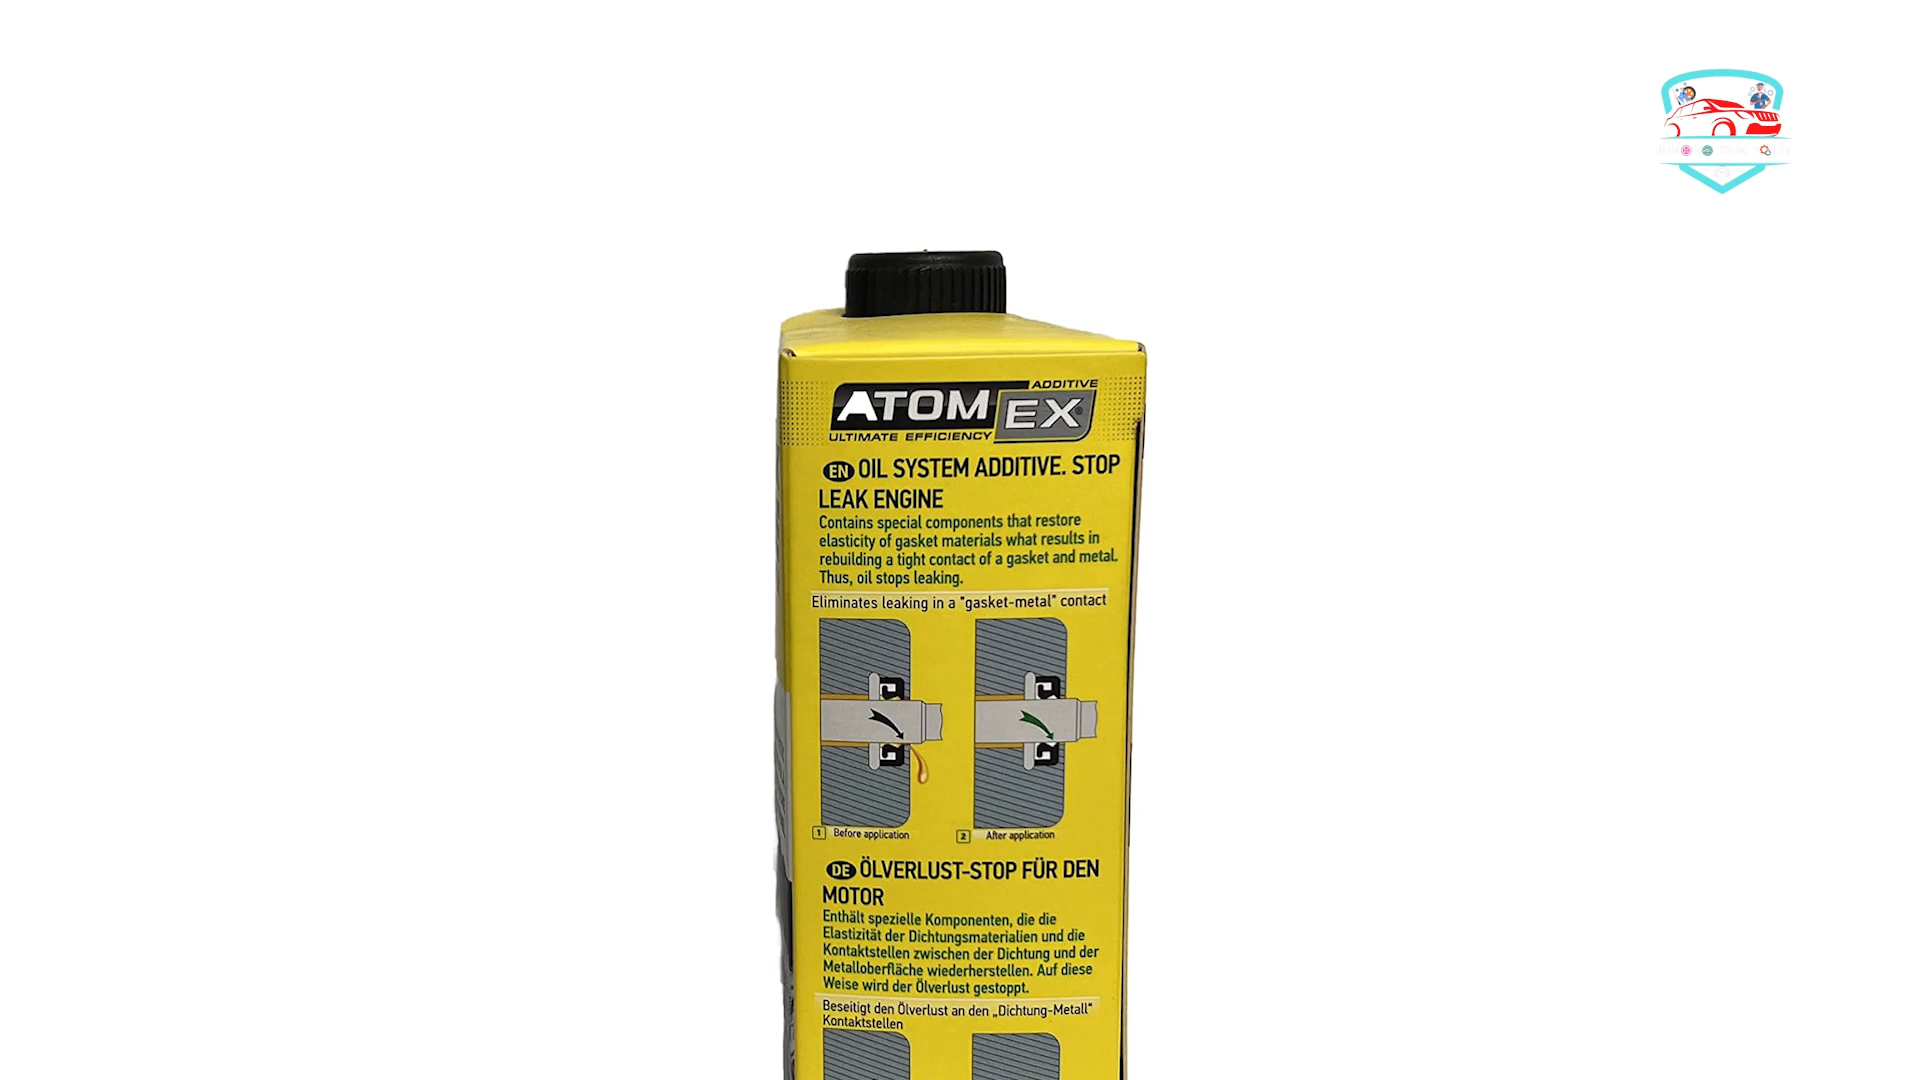 ADDITIVE
ATOM EX®
ULTIMATE EFFICIENCY
EN OIL SYSTEM ADDITIVE. STOP
LEAK ENGINE
Contains special components that restore
elasticity of gasket materials what results in
rebuilding a tight contact of a gasket and metal.
Thus, oil stops leaking.
Eliminates leaking in a "gasket-metal" contact
1 Before application
2 After application
DE ÖLVERLUST-STOP FÜR DEN
MOTOR
Enthält spezielle Komponenten, die die
Elastizität der Dichtungsmaterialien und die
Kontaktstellen zwischen der Dichtung und der
Metalloberfläche wiederherstellen. Auf diese
Weise wird der Ölverlust gestoppt.
Beseitigt den Ölverlust an den „Dichtung-Metall"
Kontaktstellen